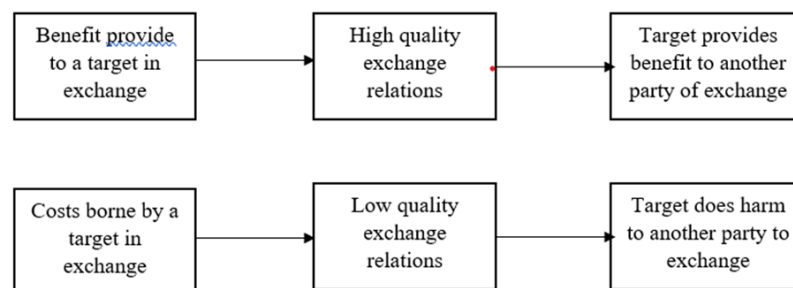 Benefit provide
to a target in
exchange
High quality
exchange
relations
Target provides
benefit to another
party of exchange
Costs borne by a
target in
exchange
Low quality
exchange
relations
Target does harm
to another party to
exchange